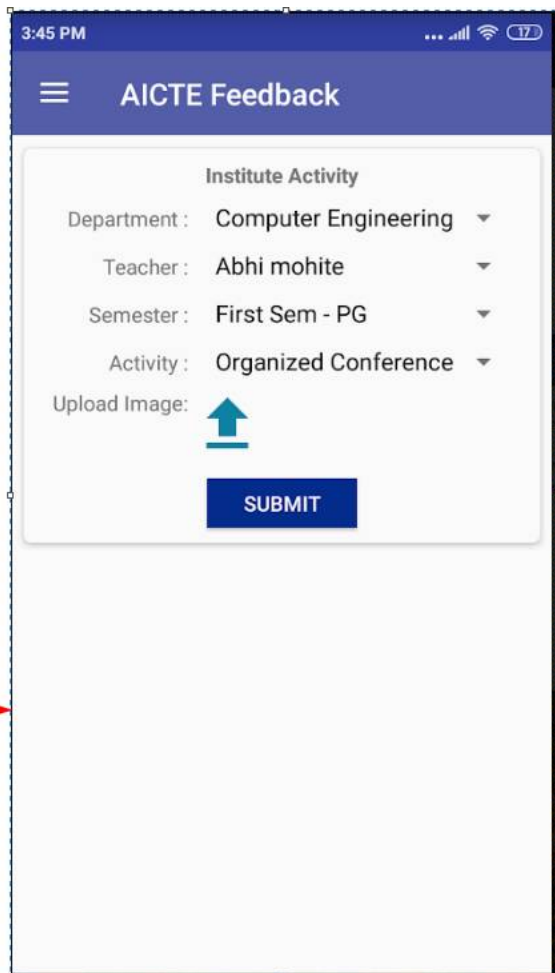 3:45 PM ... 17
AICTE Feedback
Institute Activity
Department : Computer Engineering
Teacher : Abhi mohite
Semester : First Sem - PG
Activity : Organized Conference
Upload Image:
SUBMIT